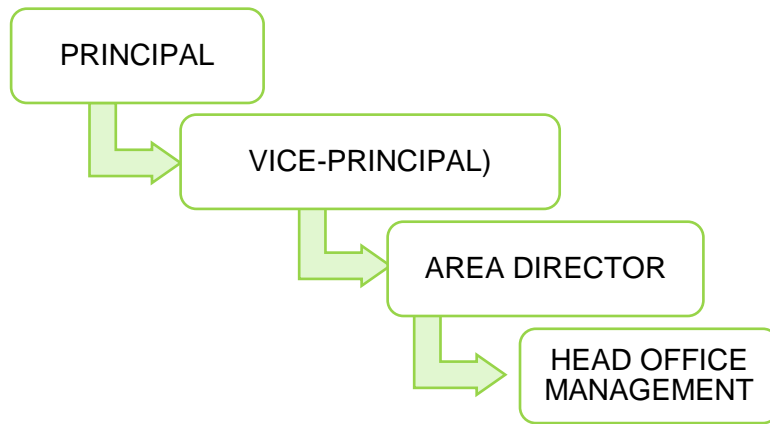 PRINCIPAL
VICE-PRINCIPAL)
AREA DIRECTOR
HEAD OFFICE
MANAGEMENT